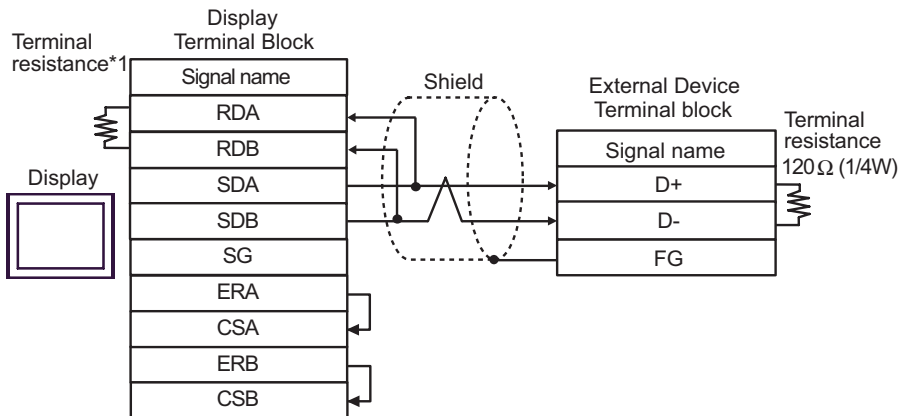 Display
Terminal Block
Terminal
resistance*1
Signal name
RDA
RDB
SDA
SDB
SG
ERA
CSA
ERB
CSB
Display
Shield
External Device
Terminal block
Signal name
D+
D-
FG
Terminal
resistance
120Ω (1/4W)